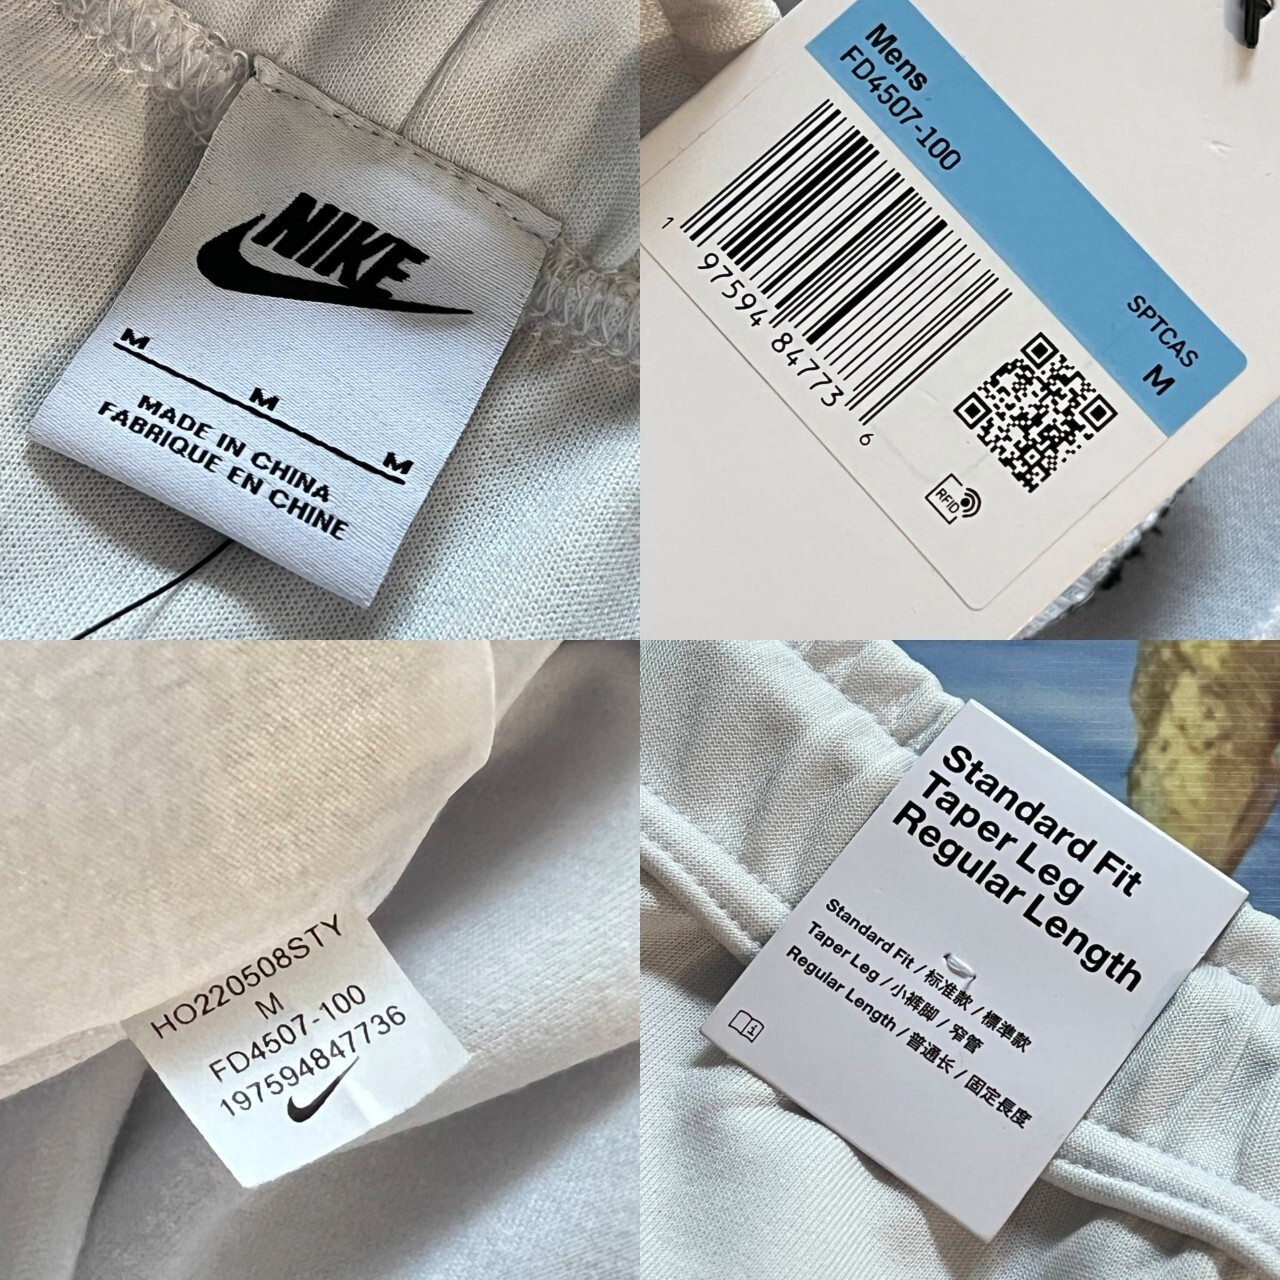 NIKE
M
M
M
MADE IN CHINA
FABRIQUE EN CHINE
Mens
FD4507-100
1 97594 84773 6
SPTCAS
M
RFID
HO220508STY
M
FD4507-100
197594847736
Standard Fit
Taper Leg
Regular Length
Standard Fit / 标准款 / 標準款
Taper Leg / 小裤脚 / 窄管
Regular Length / 普通长 / 固定長度